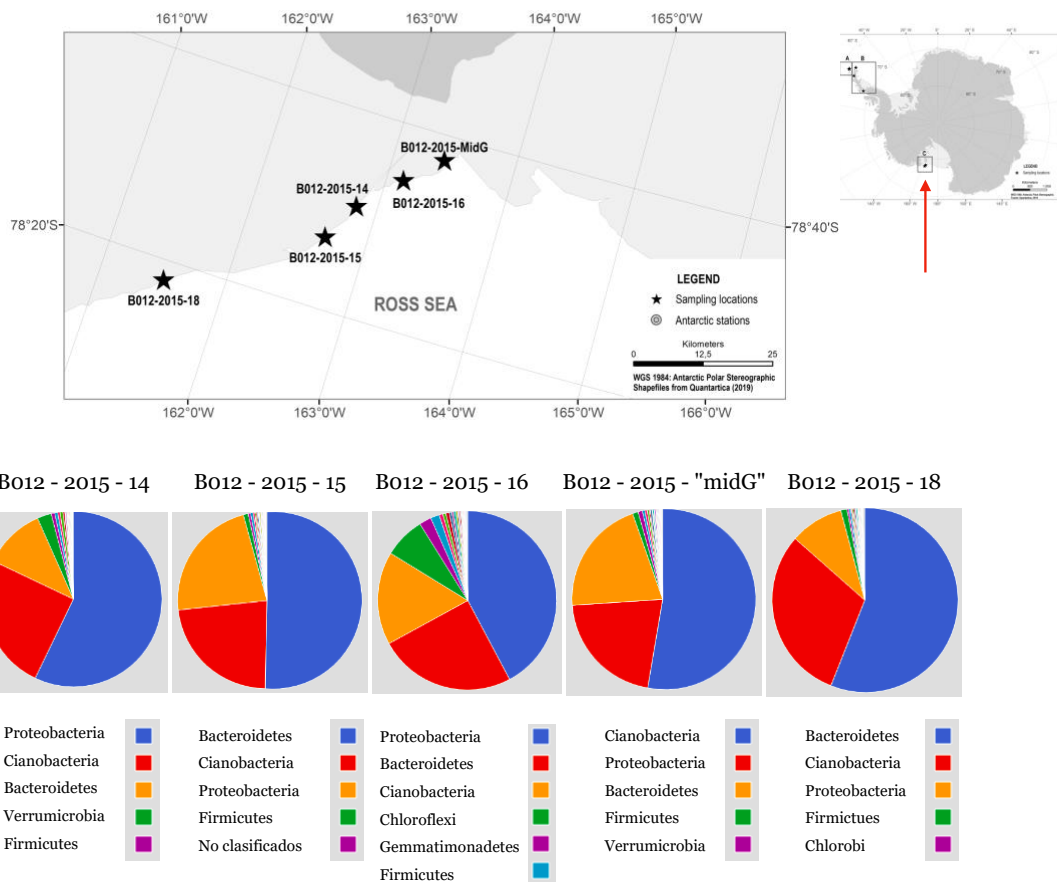 161°0'W 162°0'W 163°0'W 164°0'W 165°0'W
B012-2015-MidG
B012-2015-14
B012-2015-16
78°20'S
78°40'S
B012-2015-15
B012-2015-18
ROSS SEA
LEGEND
Sampling locations
Antarctic stations
Kilometers
0 12,5 25
WGS 1984: Antarctic Polar Stereographic
Shapefiles from Quantartica (2019)
162°0'W 163°0'W 164°0'W 165°0'W 166°0'W
A B
C
LEGEND
Sampling locations
Kilometers
B012 - 2015 - 14 B012 - 2015 - 15 B012 - 2015 - 16 B012 - 2015 - "midG" B012 - 2015 - 18
Proteobacteria
Cianobacteria
Bacteroidetes
Verrumicrobia
Firmicutes
Bacteroidetes
Cianobacteria
Proteobacteria
Firmicutes
No clasificados
Proteobacteria
Bacteroidetes
Cianobacteria
Chloroflexi
Gemmatimonadetes
Firmicutes
Cianobacteria
Proteobacteria
Bacteroidetes
Firmicutes
Verrumicrobia
Bacteroidetes
Cianobacteria
Proteobacteria
Firmictues
Chlorobi